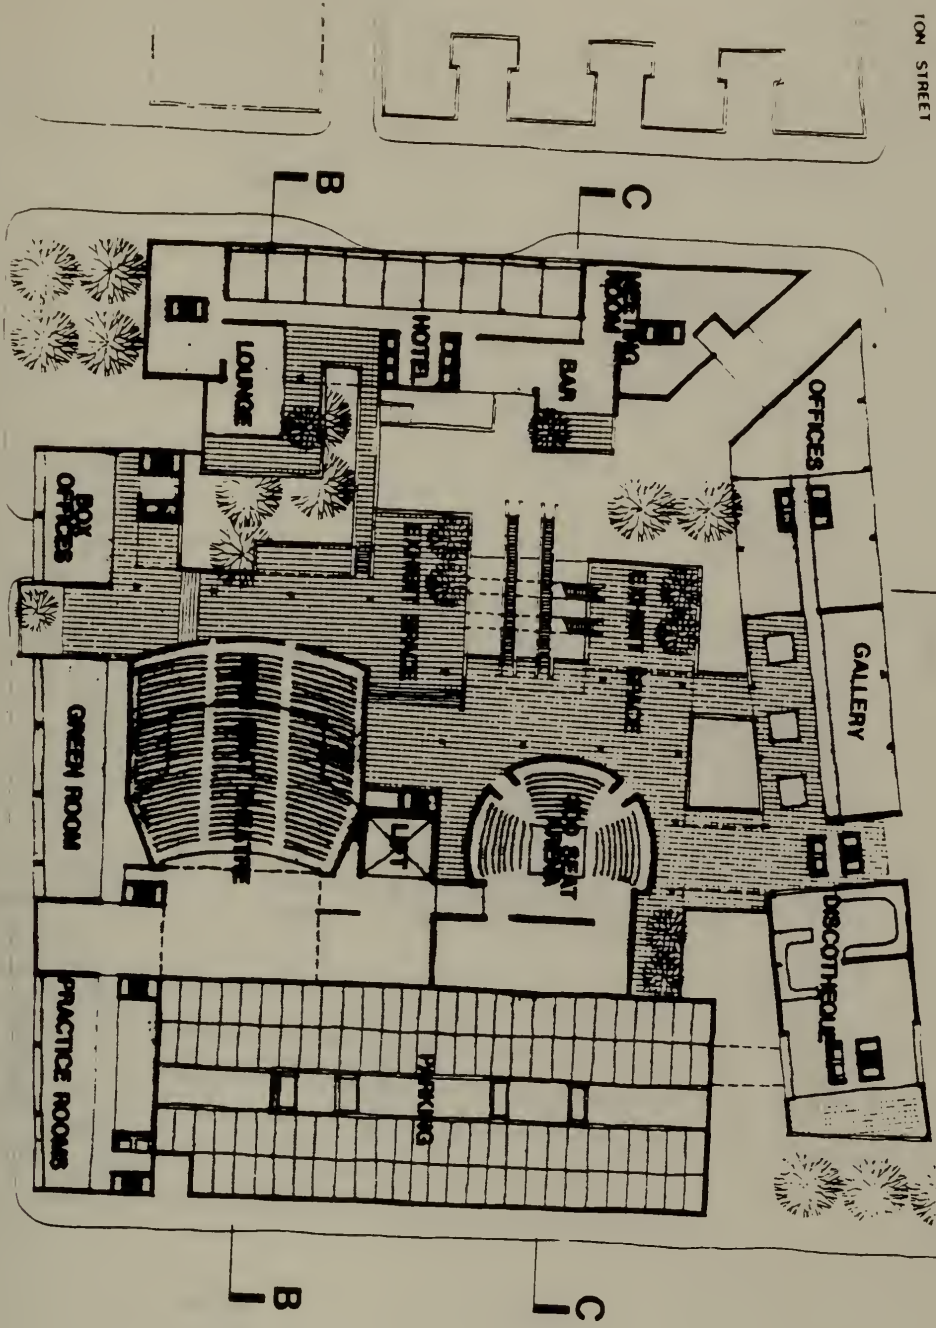 TON STREET
B
C
MEETING
ROOM
HOTEL
BAR
LOUNGE
OFFICES
BOX
OFFICES
EXHIBIT SPACE
EXHIBIT SPACE
GALLERY
GREEN ROOM
SEAT THEATRE
LIFT
SEAT
DISCOTHEQUE
PRACTICE ROOMS
PARKING
B
C